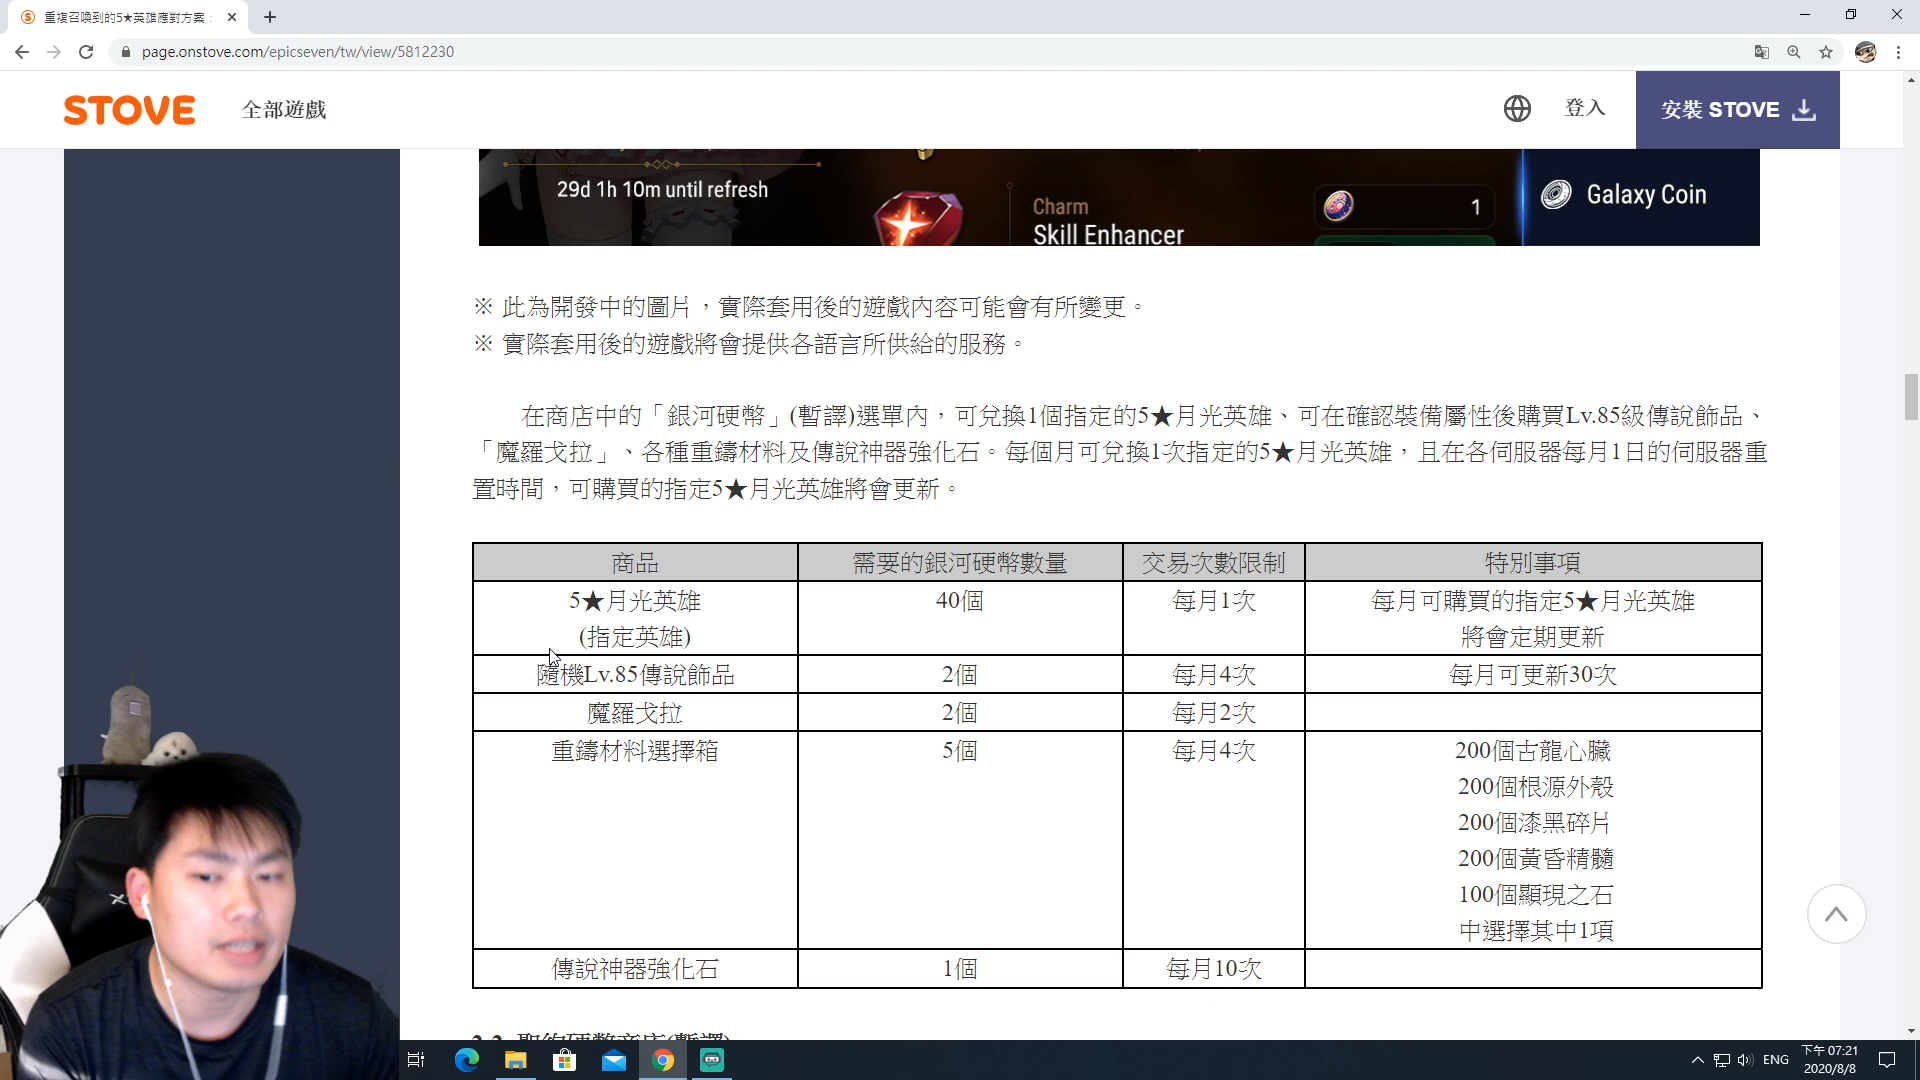 重複召喚到的5★英雄應對方案：
page.onstove.com/epicseven/tw/view/5812230
STOVE
全部遊戲
登入
安裝 STOVE
29d 1h 10m until refresh
Charm
Skill Enhancer
1
Galaxy Coin
※ 此為開發中的圖片，實際套用後的遊戲內容可能會有所變更。
※ 實際套用後的遊戲將會提供各語言所供給的服務。
在商店中的「銀河硬幣」(暫譯)選單內，可兌換1個指定的5★月光英雄、可在確認裝備屬性後購買Lv.85級傳說飾品、
「魔羅戈拉」、各種重鑄材料及傳說神器強化石。每個月可兌換1次指定的5★月光英雄，且在各伺服器每月1日的伺服器重
置時間，可購買的指定5★月光英雄將會更新。
商品 需要的銀河硬幣數量 交易次數限制 特別事項
5★月光英雄 40個 每月1次 每月可購買的指定5★月光英雄
(指定英雄) 將會定期更新
隨機Lv.85傳說飾品 2個 每月4次 每月可更新30次
魔羅戈拉 2個 每月2次
重鑄材料選擇箱 5個 每月4次 200個古龍心臟
200個根源外殼
200個漆黑碎片
200個黃昏精髓
100個顯現之石
中選擇其中1項
傳說神器強化石 1個 每月10次
ENG
下午 07:21
2020/8/8